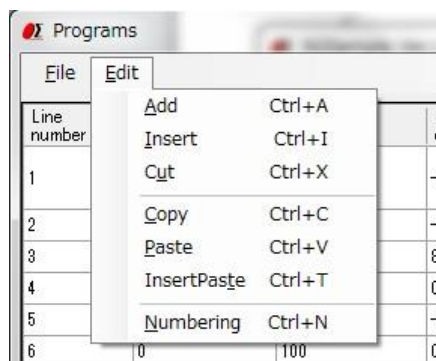 Programs
File Edit
Line
number
Add Ctrl+A
Insert Ctrl+I
Cut Ctrl+X
Copy Ctrl+C
Paste Ctrl+V
InsertPaste Ctrl+T
Numbering Ctrl+N
1
2
3
4
5
6 0 100